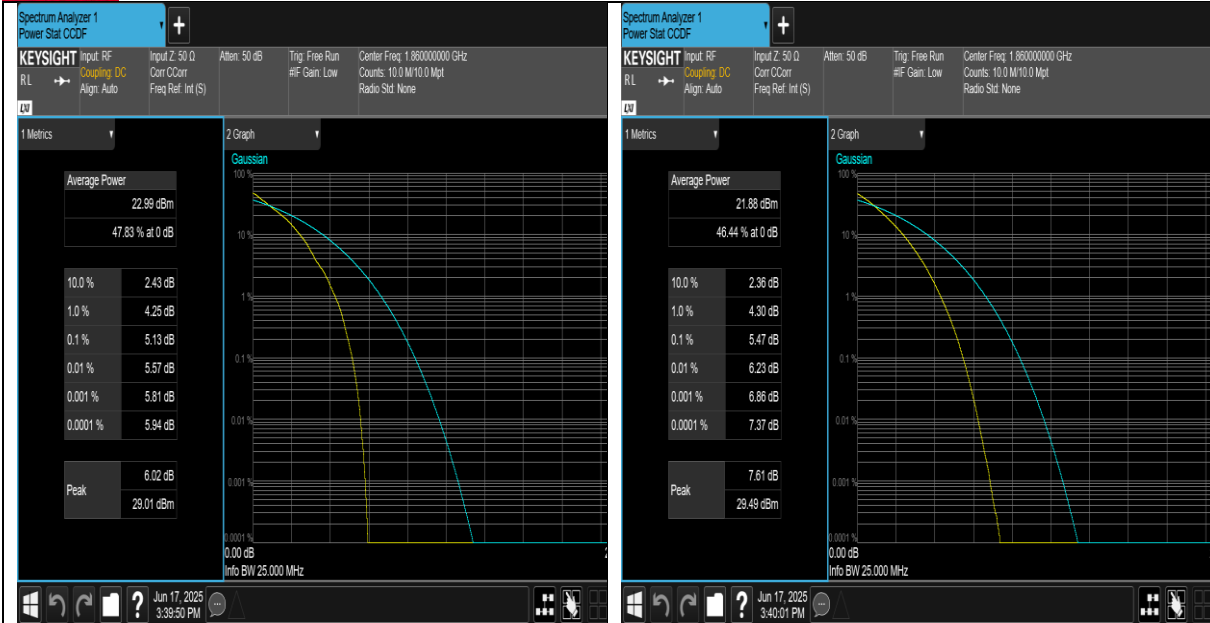 Spectrum Analyzer 1
Power Stat CCDF
+
KEYSIGHT Input: RF Input Z: 50 Ω Atten: 50 dB Trig: Free Run Center Freq: 1.860000000 GHz
Coupling: DC Corr CCorr #IF Gain: Low Counts: 10.0 M/10.0 Mpt
RL Align: Auto Freq Ref: Int (S) Radio Std: None
LXI
1 Metrics
2 Graph
Gaussian
Average Power
22.99 dBm
47.83 % at 0 dB
10.0 % 2.43 dB
1.0 % 4.25 dB
0.1 % 5.13 dB
0.01 % 5.57 dB
0.001 % 5.81 dB
0.0001 % 5.94 dB
Peak 6.02 dB
29.01 dBm
100 %
10 %
1 %
0.1 %
0.01 %
0.001 %
0.0001 %
0.00 dB
Info BW 25.000 MHz
? Jun 17, 2025
3:39:50 PM
Spectrum Analyzer 1
Power Stat CCDF
+
KEYSIGHT Input: RF Input Z: 50 Ω Atten: 50 dB Trig: Free Run Center Freq: 1.860000000 GHz
Coupling: DC Corr CCorr #IF Gain: Low Counts: 10.0 M/10.0 Mpt
RL Align: Auto Freq Ref: Int (S) Radio Std: None
LXI
1 Metrics
2 Graph
Gaussian
Average Power
21.88 dBm
46.44 % at 0 dB
10.0 % 2.36 dB
1.0 % 4.30 dB
0.1 % 5.47 dB
0.01 % 6.23 dB
0.001 % 6.86 dB
0.0001 % 7.37 dB
Peak 7.61 dB
29.49 dBm
100 %
10 %
1 %
0.1 %
0.01 %
0.001 %
0.0001 %
0.00 dB
Info BW 25.000 MHz
? Jun 17, 2025
3:40:01 PM